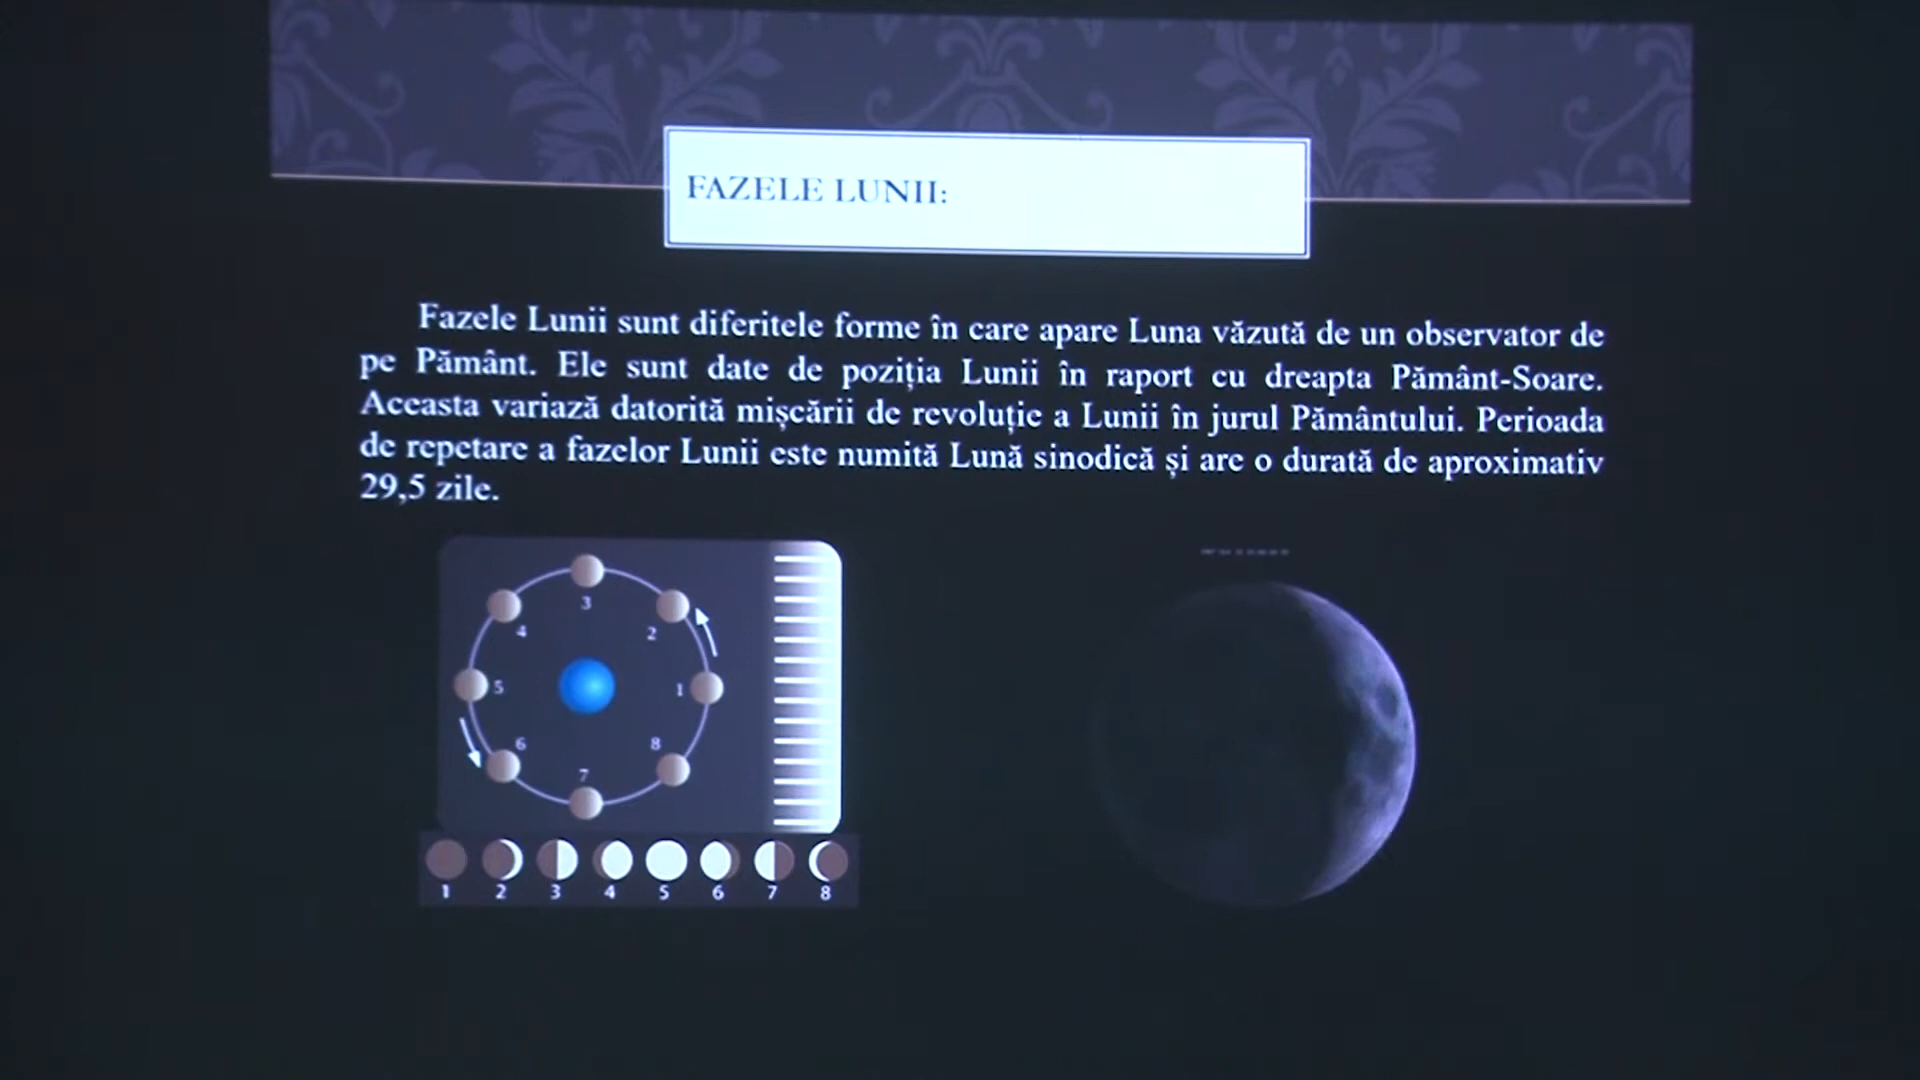 FAZELE LUNII:
Fazele Lunii sunt diferitele forme în care apare Luna văzută de un observator de
pe Pământ. Ele sunt date de poziția Lunii în raport cu dreapta Pământ-Soare.
Aceasta variază datorită mișcării de revoluție a Lunii în jurul Pământului. Perioada
de repetare a fazelor Lunii este numită Lună sinodică și are o durată de aproximativ
29,5 zile.
3
4 2
5 1
6 8
7
1 2 3 4 5 6 7 8